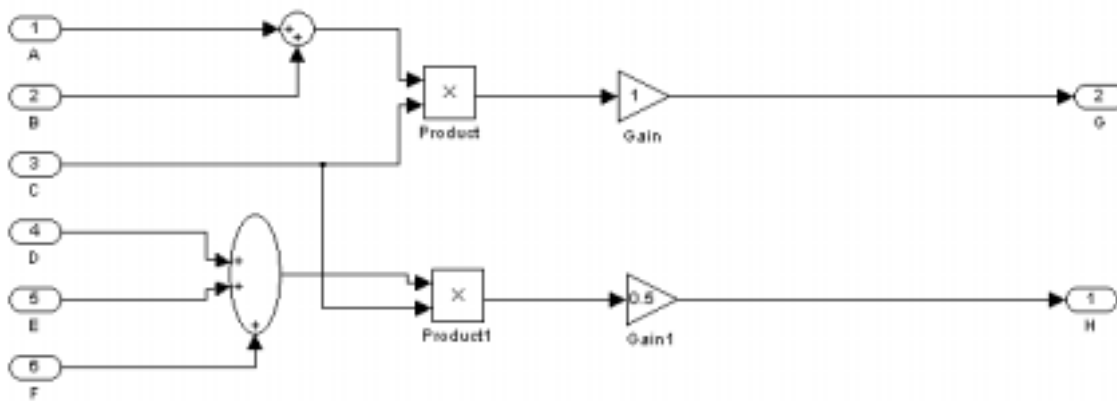 1
A
2
B
3
C
4
D
5
E
6
F
+
+
×
Product
1
Gain
2
G
+
+
+
×
Product1
0.5
Gain1
1
H